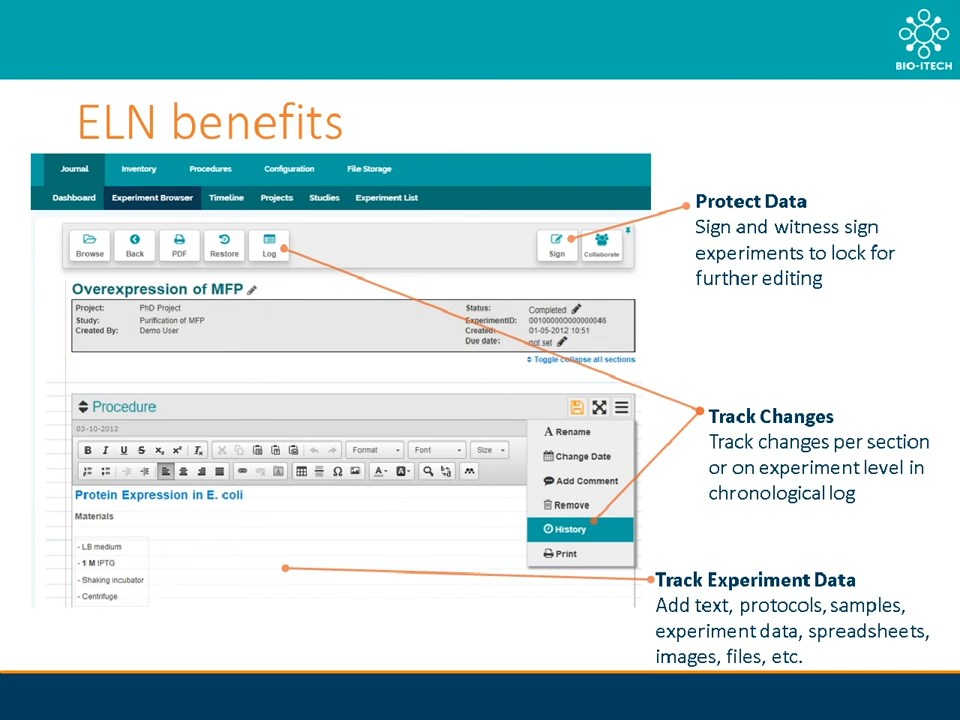 BIO-ITECH
ELN benefits
Journal Inventory Procedures Configuration File Storage
Dashboard Experiment Browser Timeline Projects Studies Experiment List
Browse Back PDF Restore Log Sign Collaborate
Overexpression of MFP
Project: PhD Project
Study: Purification of MFP
Created By: Demo User
Status: Completed
ExperimentID: 001000000000000046
Created: 01-05-2012 10:51
Due date: not set
Toggle collapse all sections
Procedure
03-10-2012
B I U S x₂ x² Tx Format Font Size
Ω A A
Protein Expression in E. coli
Materials
- LB medium
- 1 M IPTG
- Shaking incubator
- Centrifuge
Rename
Change Date
Add Comment
Remove
History
Print
Protect Data
Sign and witness sign
experiments to lock for
further editing
Track Changes
Track changes per section
or on experiment level in
chronological log
Track Experiment Data
Add text, protocols, samples,
experiment data, spreadsheets,
images, files, etc.